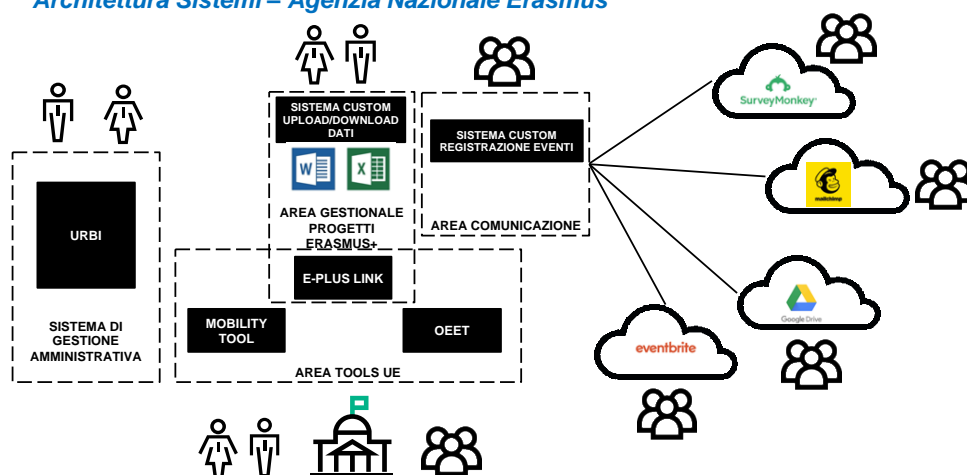 Architettura Sistemi – Agenzia Nazionale Erasmus
SISTEMA CUSTOM
UPLOAD/DOWNLOAD
DATI
W
X
AREA GESTIONALE
PROGETTI
ERASMUS+
SISTEMA CUSTOM
REGISTRAZIONE EVENTI
AREA COMUNICAZIONE
SurveyMonkey
mailchimp
Google Drive
eventbrite
URBI
SISTEMA DI
GESTIONE
AMMINISTRATIVA
E-PLUS LINK
MOBILITY
TOOL
OEET
AREA TOOLS UE